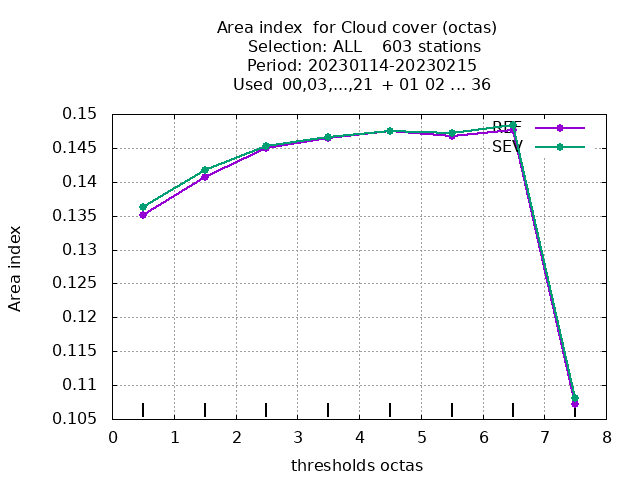 Area index  for Cloud cover (octas)
Selection: ALL    603 stations
Period: 20230114-20230215
Used  00,03,...,21  + 01 02 ... 36
REF
SEV
0.15
0.145
0.14
0.135
0.13
0.125
0.12
0.115
0.11
0.105
Area index
0 1 2 3 4 5 6 7 8
thresholds octas